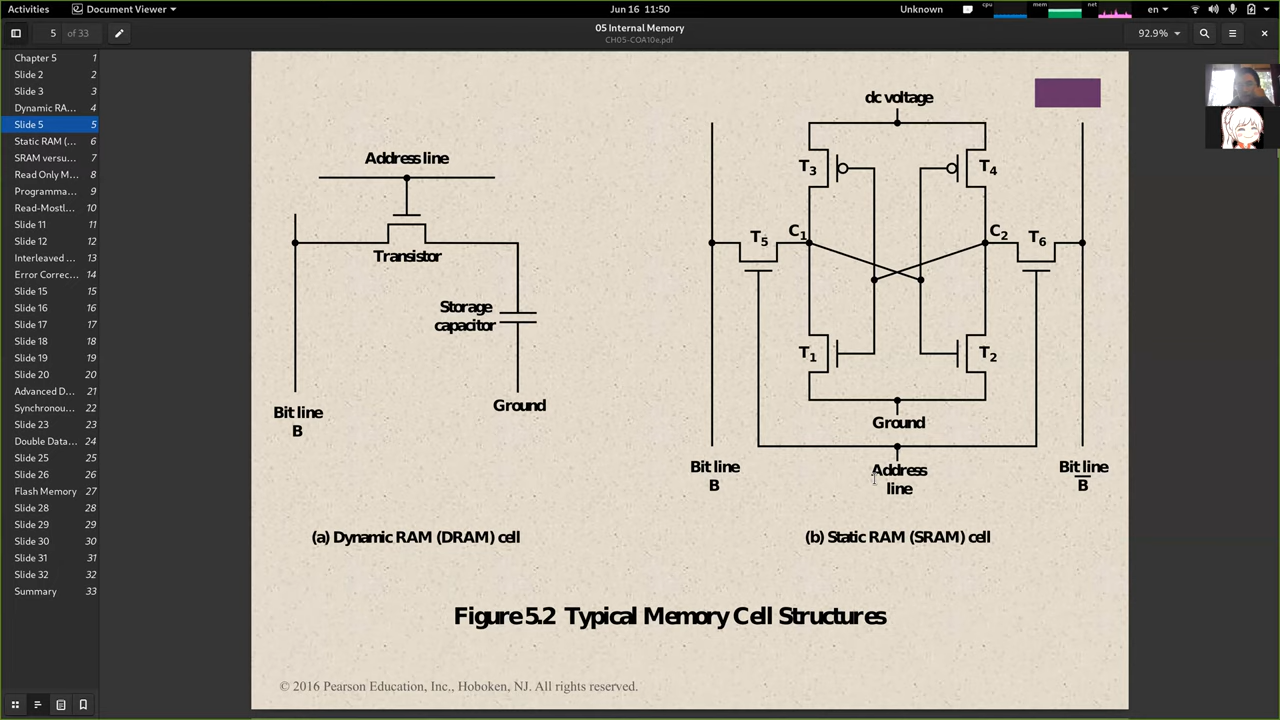 Activities
Document Viewer
Jun 16 11:50
Unknown
cpu
mem
net
en
5 of 33
05 Internal Memory
CH05-COA10e.pdf
92.9%
Chapter 5 1
Slide 2 2
Slide 3 3
Dynamic RA... 4
Slide 5 5
Static RAM (... 6
SRAM versu... 7
Read Only M... 8
Programma... 9
Read-Mostl... 10
Slide 11 11
Slide 12 12
Interleaved ... 13
Error Correc... 14
Slide 15 15
Slide 16 16
Slide 17 17
Slide 18 18
Slide 19 19
Slide 20 20
Advanced D... 21
Synchronou... 22
Slide 23 23
Double Data... 24
Slide 25 25
Slide 26 26
Flash Memory 27
Slide 28 28
Slide 29 29
Slide 30 30
Slide 31 31
Slide 32 32
Summary 33
Address line
Transistor
Storage
capacitor
Bit line
B
Ground
(a) Dynamic RAM (DRAM) cell
dc voltage
T3
T4
T5
C1
C2
T6
T1
T2
Ground
Bit line
B
Address
line
Bit line
B̅
(b) Static RAM (SRAM) cell
Figure 5.2 Typical Memory Cell Structures
© 2016 Pearson Education, Inc., Hoboken, NJ. All rights reserved.